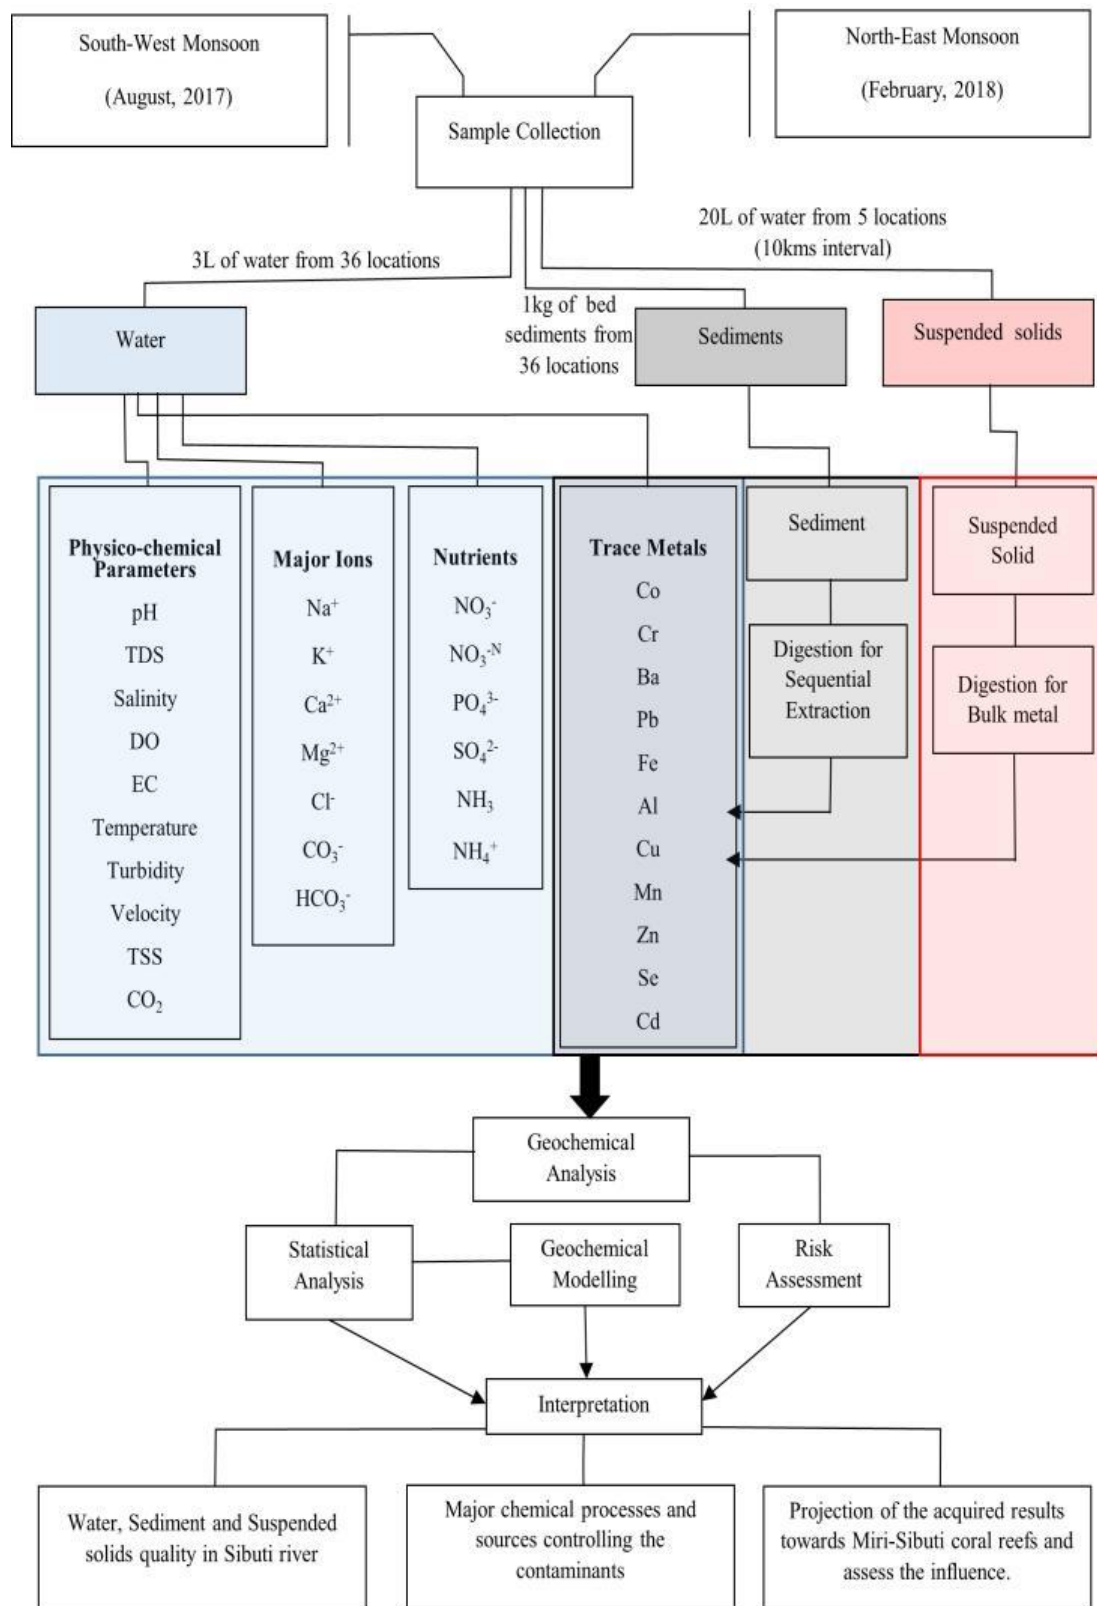 South-West Monsoon
(August, 2017)
North-East Monsoon
(February, 2018)
Sample Collection
3L of water from 36 locations
20L of water from 5 locations
(10kms interval)
1kg of bed
sediments from
36 locations
Water
Sediments
Suspended solids
Physico-chemical
Parameters
pH
TDS
Salinity
DO
EC
Temperature
Turbidity
Velocity
TSS
CO₂
Major Ions
Na⁺
K⁺
Ca²⁺
Mg²⁺
Cl⁻
CO₃⁻
HCO₃⁻
Nutrients
NO₃⁻
NO₃⁻ᴺ
PO₄³⁻
SO₄²⁻
NH₃
NH₄⁺
Trace Metals
Co
Cr
Ba
Pb
Fe
Al
Cu
Mn
Zn
Se
Cd
Sediment
Digestion for
Sequential
Extraction
Suspended
Solid
Digestion for
Bulk metal
Geochemical
Analysis
Statistical
Analysis
Geochemical
Modelling
Risk
Assessment
Interpretation
Water, Sediment and Suspended
solids quality in Sibuti river
Major chemical processes and
sources controlling the
contaminants
Projection of the acquired results
towards Miri-Sibuti coral reefs and
assess the influence.